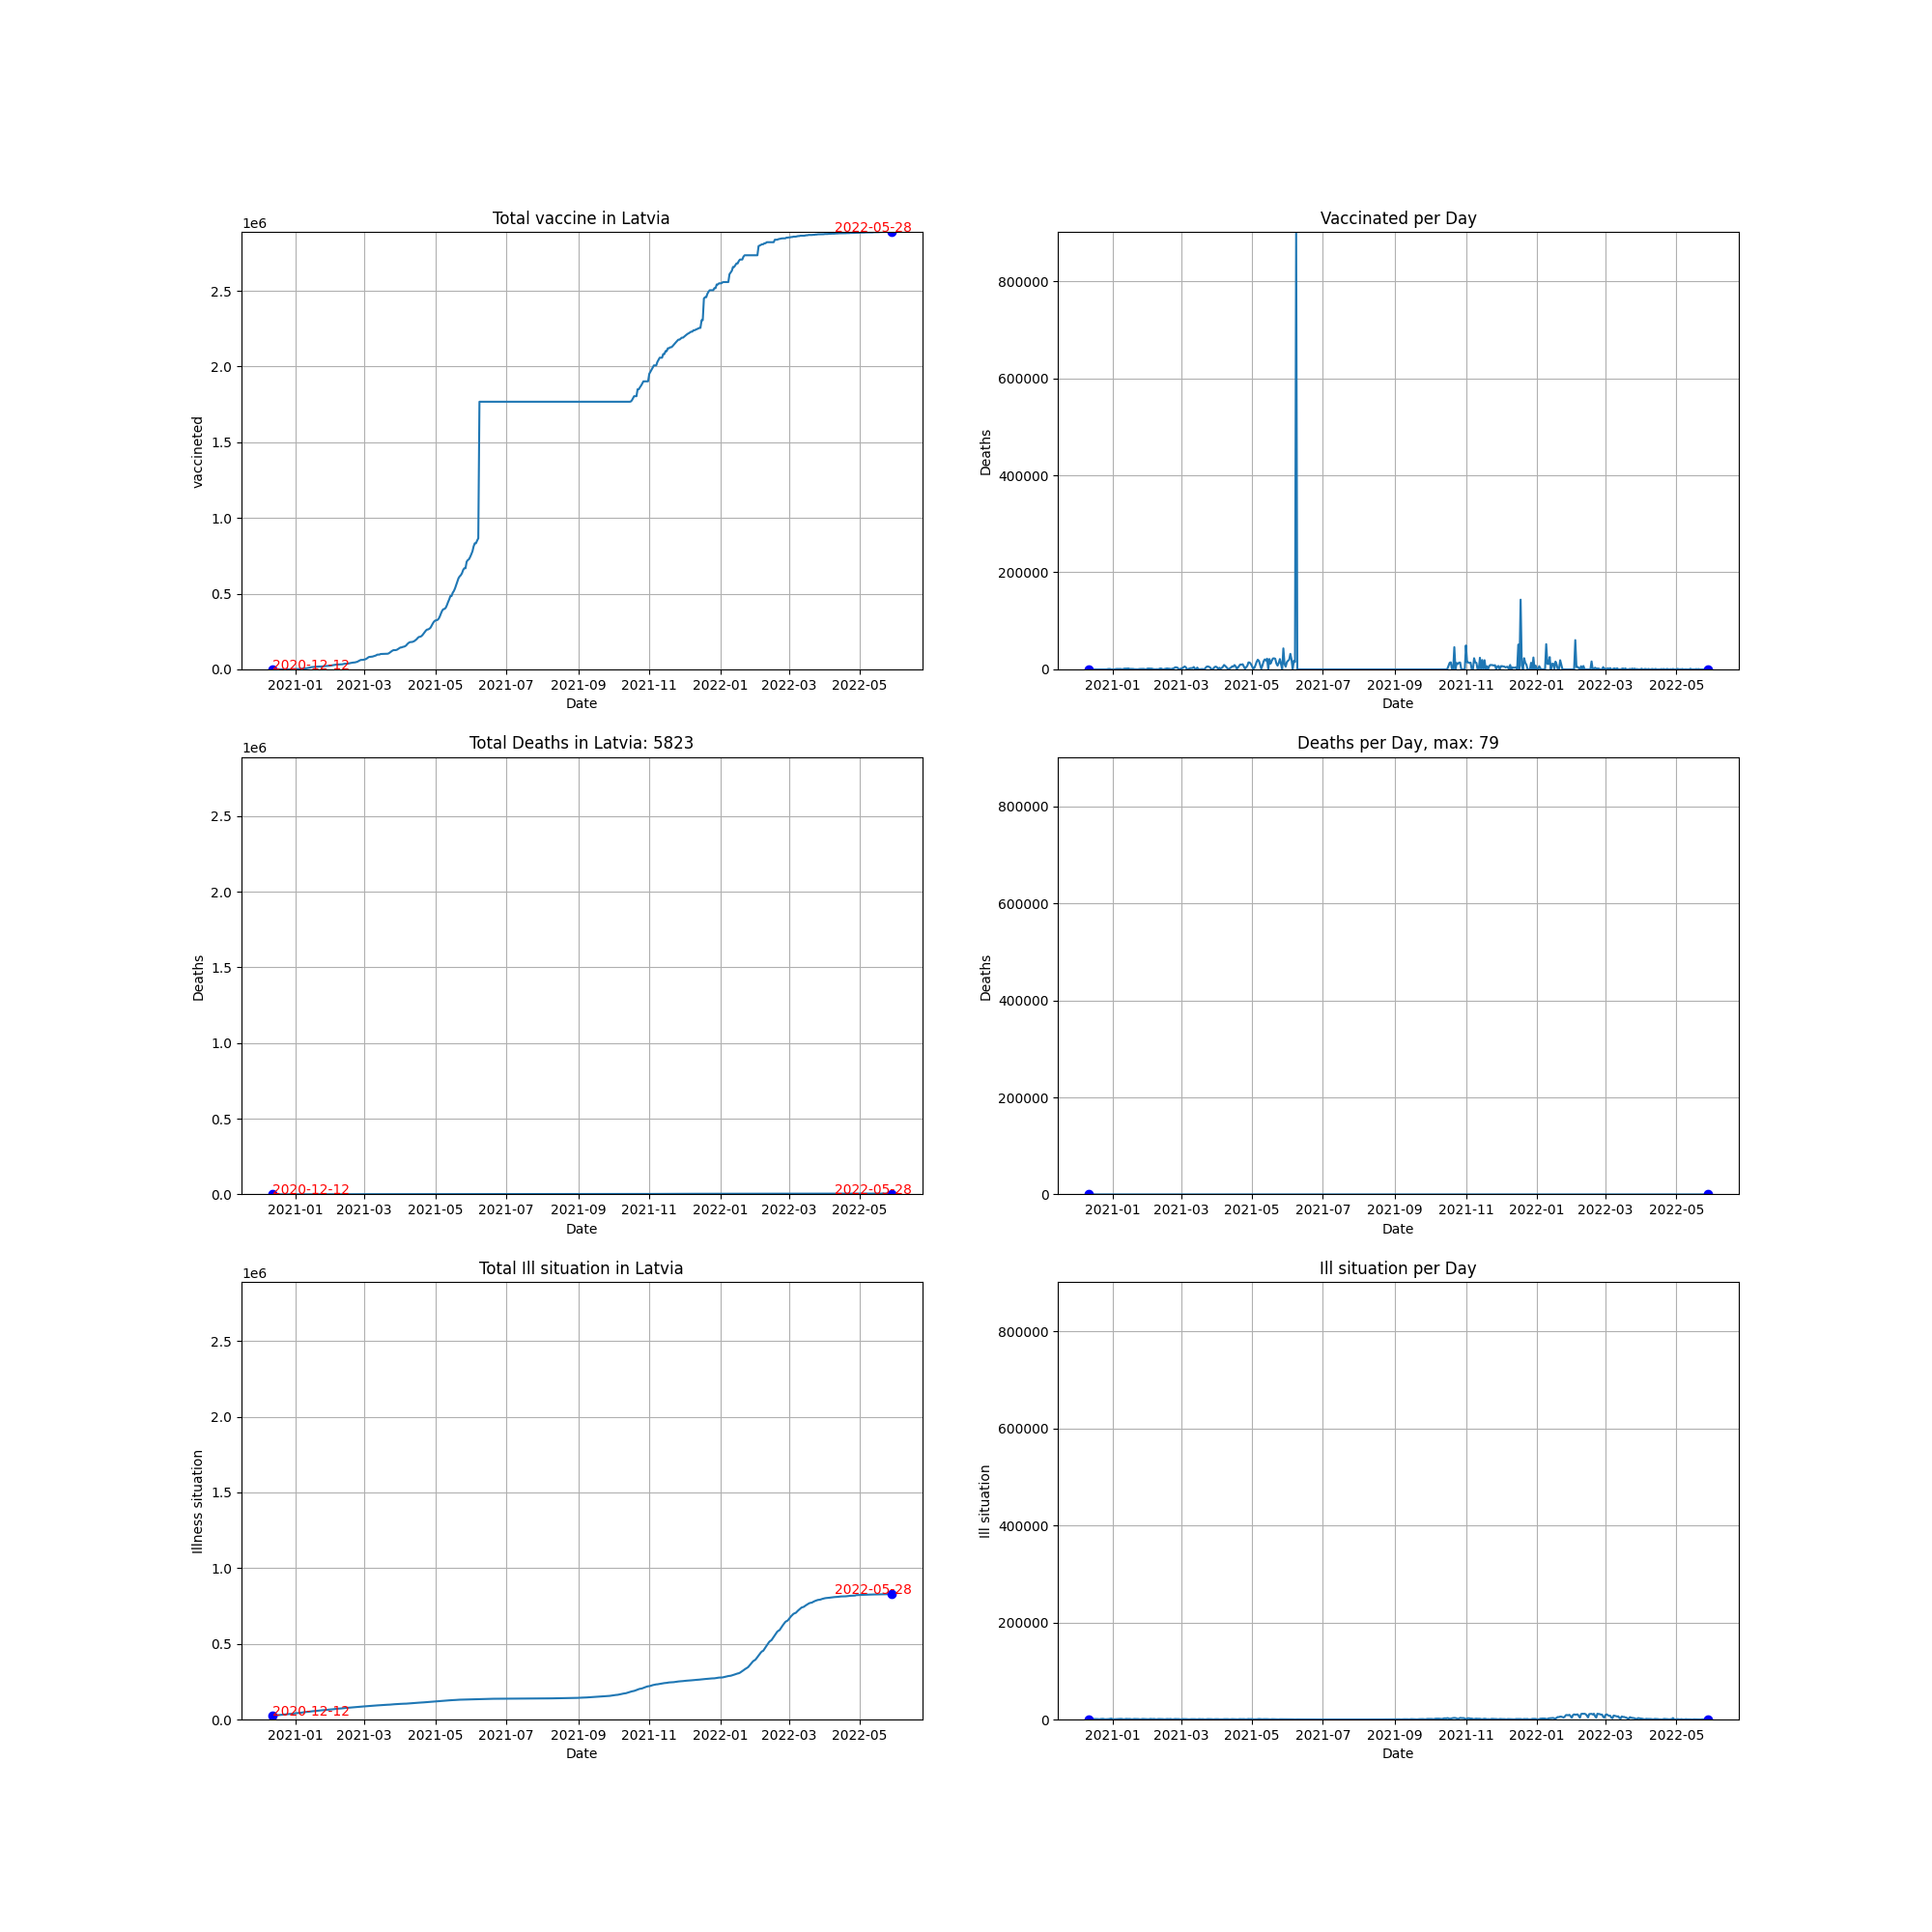 Total vaccine in Latvia
1e6
2022-05-28
2.5
2.0
1.5
1.0
0.5
0.0
vaccineted
2020-12-12
2021-01 2021-03 2021-05 2021-07 2021-09 2021-11 2022-01 2022-03 2022-05
Date
Vaccinated per Day
800000
600000
400000
200000
0
Deaths
2021-01 2021-03 2021-05 2021-07 2021-09 2021-11 2022-01 2022-03 2022-05
Date
Total Deaths in Latvia: 5823
1e6
2.5
2.0
1.5
1.0
0.5
0.0
Deaths
2020-12-12
2022-05-28
2021-01 2021-03 2021-05 2021-07 2021-09 2021-11 2022-01 2022-03 2022-05
Date
Deaths per Day, max: 79
800000
600000
400000
200000
0
Deaths
2021-01 2021-03 2021-05 2021-07 2021-09 2021-11 2022-01 2022-03 2022-05
Date
Total Ill situation in Latvia
1e6
2.5
2.0
1.5
1.0
0.5
0.0
Illness situation
2022-05-28
2020-12-12
2021-01 2021-03 2021-05 2021-07 2021-09 2021-11 2022-01 2022-03 2022-05
Date
Ill situation per Day
800000
600000
400000
200000
0
Ill situation
2021-01 2021-03 2021-05 2021-07 2021-09 2021-11 2022-01 2022-03 2022-05
Date